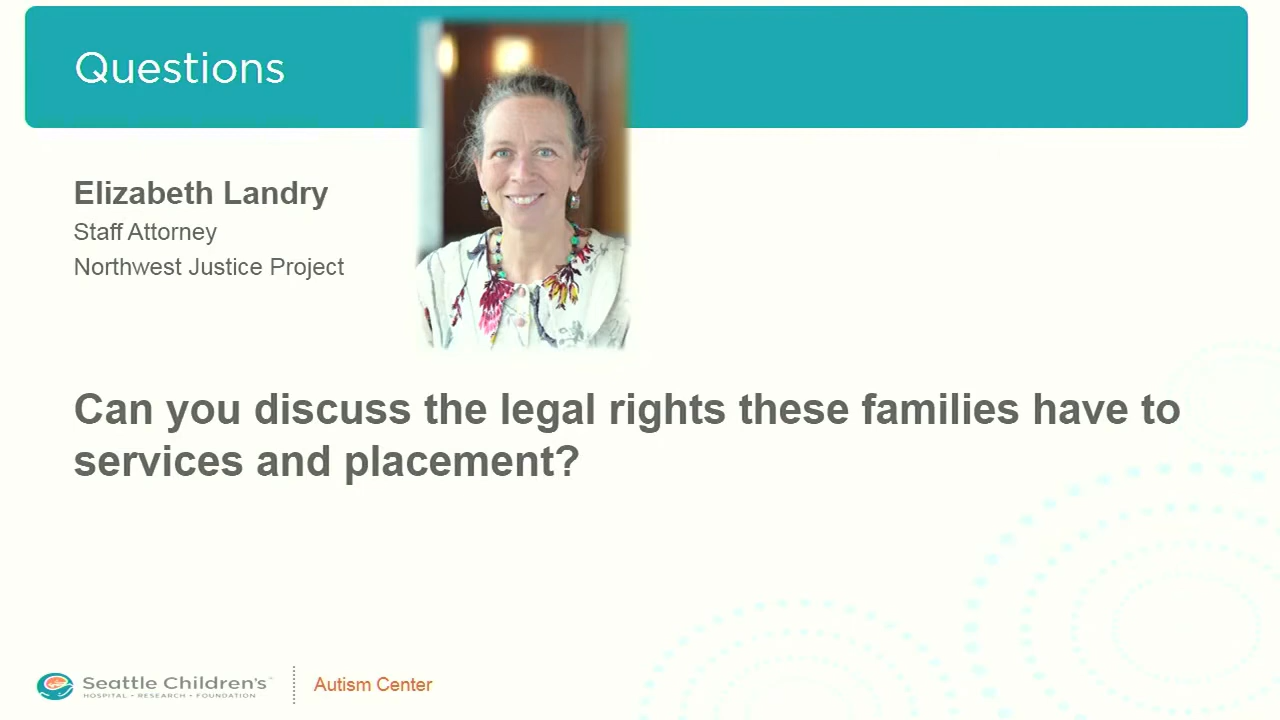 Questions
Elizabeth Landry
Staff Attorney
Northwest Justice Project
Can you discuss the legal rights these families have to
services and placement?
Seattle Children's
HOSPITAL • RESEARCH • FOUNDATION
Autism Center